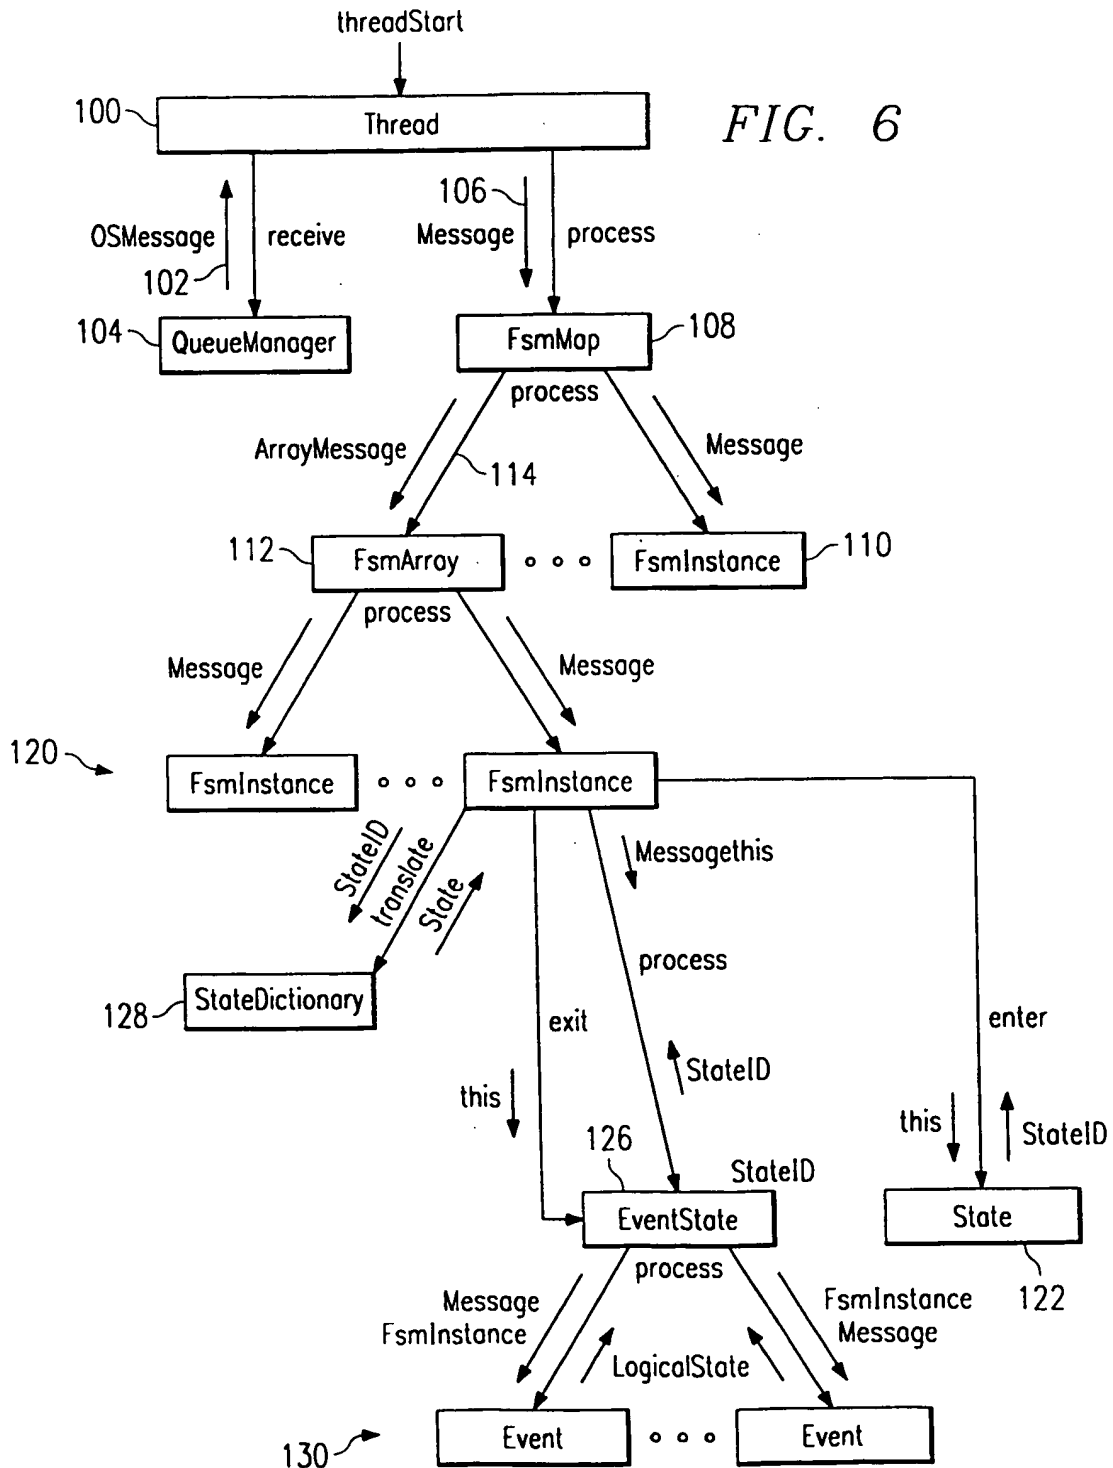 threadStart
100
Thread
FIG. 6
106
OSMessage
receive
Message
process
102
104
QueueManager
FsmMap
108
process
ArrayMessage
114
Message
112
FsmArray
FsmInstance
110
process
Message
Message
120
FsmInstance
FsmInstance
StateID
translate
State
Messagethis
process
128
StateDictionary
exit
enter
this
StateID
this
StateID
126
StateID
EventState
State
process
122
Message
FsmInstance
FsmInstance
Message
LogicalState
130
Event
Event